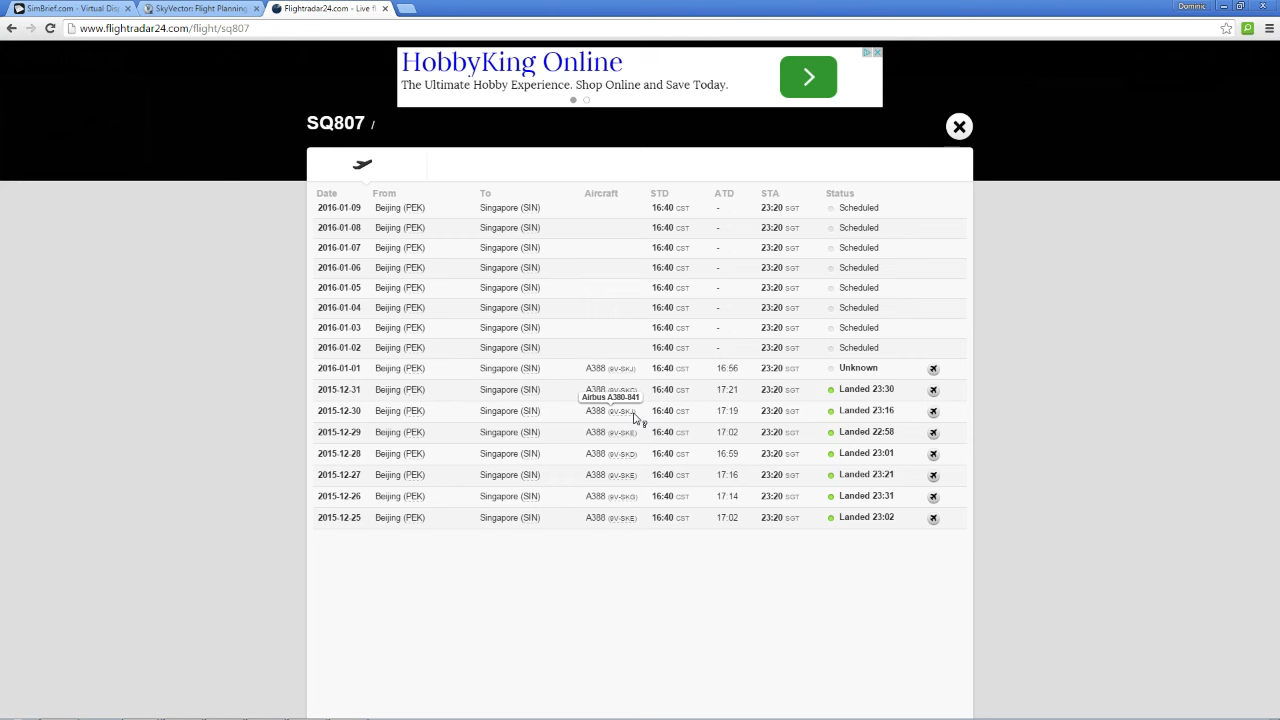 SimBrief.com - Virtual Disp
SkyVector: Flight Planning
Flightradar24.com - Live fl
Dominic
www.flightradar24.com/flight/sq807
HobbyKing Online
The Ultimate Hobby Experience. Shop Online and Save Today.
SQ807 /
Date From To Aircraft STD ATD STA Status
2016-01-09 Beijing (PEK) Singapore (SIN) 16:40 CST - 23:20 SGT Scheduled
2016-01-08 Beijing (PEK) Singapore (SIN) 16:40 CST - 23:20 SGT Scheduled
2016-01-07 Beijing (PEK) Singapore (SIN) 16:40 CST - 23:20 SGT Scheduled
2016-01-06 Beijing (PEK) Singapore (SIN) 16:40 CST - 23:20 SGT Scheduled
2016-01-05 Beijing (PEK) Singapore (SIN) 16:40 CST - 23:20 SGT Scheduled
2016-01-04 Beijing (PEK) Singapore (SIN) 16:40 CST - 23:20 SGT Scheduled
2016-01-03 Beijing (PEK) Singapore (SIN) 16:40 CST - 23:20 SGT Scheduled
2016-01-02 Beijing (PEK) Singapore (SIN) 16:40 CST - 23:20 SGT Scheduled
2016-01-01 Beijing (PEK) Singapore (SIN) A388 (9V-SKJ) 16:40 CST 16:56 23:20 SGT Unknown
2015-12-31 Beijing (PEK) Singapore (SIN) A388 16:40 CST 17:21 23:20 SGT Landed 23:30
Airbus A380-841
2015-12-30 Beijing (PEK) Singapore (SIN) A388 16:40 CST 17:19 23:20 SGT Landed 23:16
2015-12-29 Beijing (PEK) Singapore (SIN) A388 (9V-SKE) 16:40 CST 17:02 23:20 SGT Landed 22:58
2015-12-28 Beijing (PEK) Singapore (SIN) A388 (9V-SKD) 16:40 CST 16:59 23:20 SGT Landed 23:01
2015-12-27 Beijing (PEK) Singapore (SIN) A388 (9V-SKE) 16:40 CST 17:16 23:20 SGT Landed 23:21
2015-12-26 Beijing (PEK) Singapore (SIN) A388 (9V-SKG) 16:40 CST 17:14 23:20 SGT Landed 23:31
2015-12-25 Beijing (PEK) Singapore (SIN) A388 (9V-SKE) 16:40 CST 17:02 23:20 SGT Landed 23:02